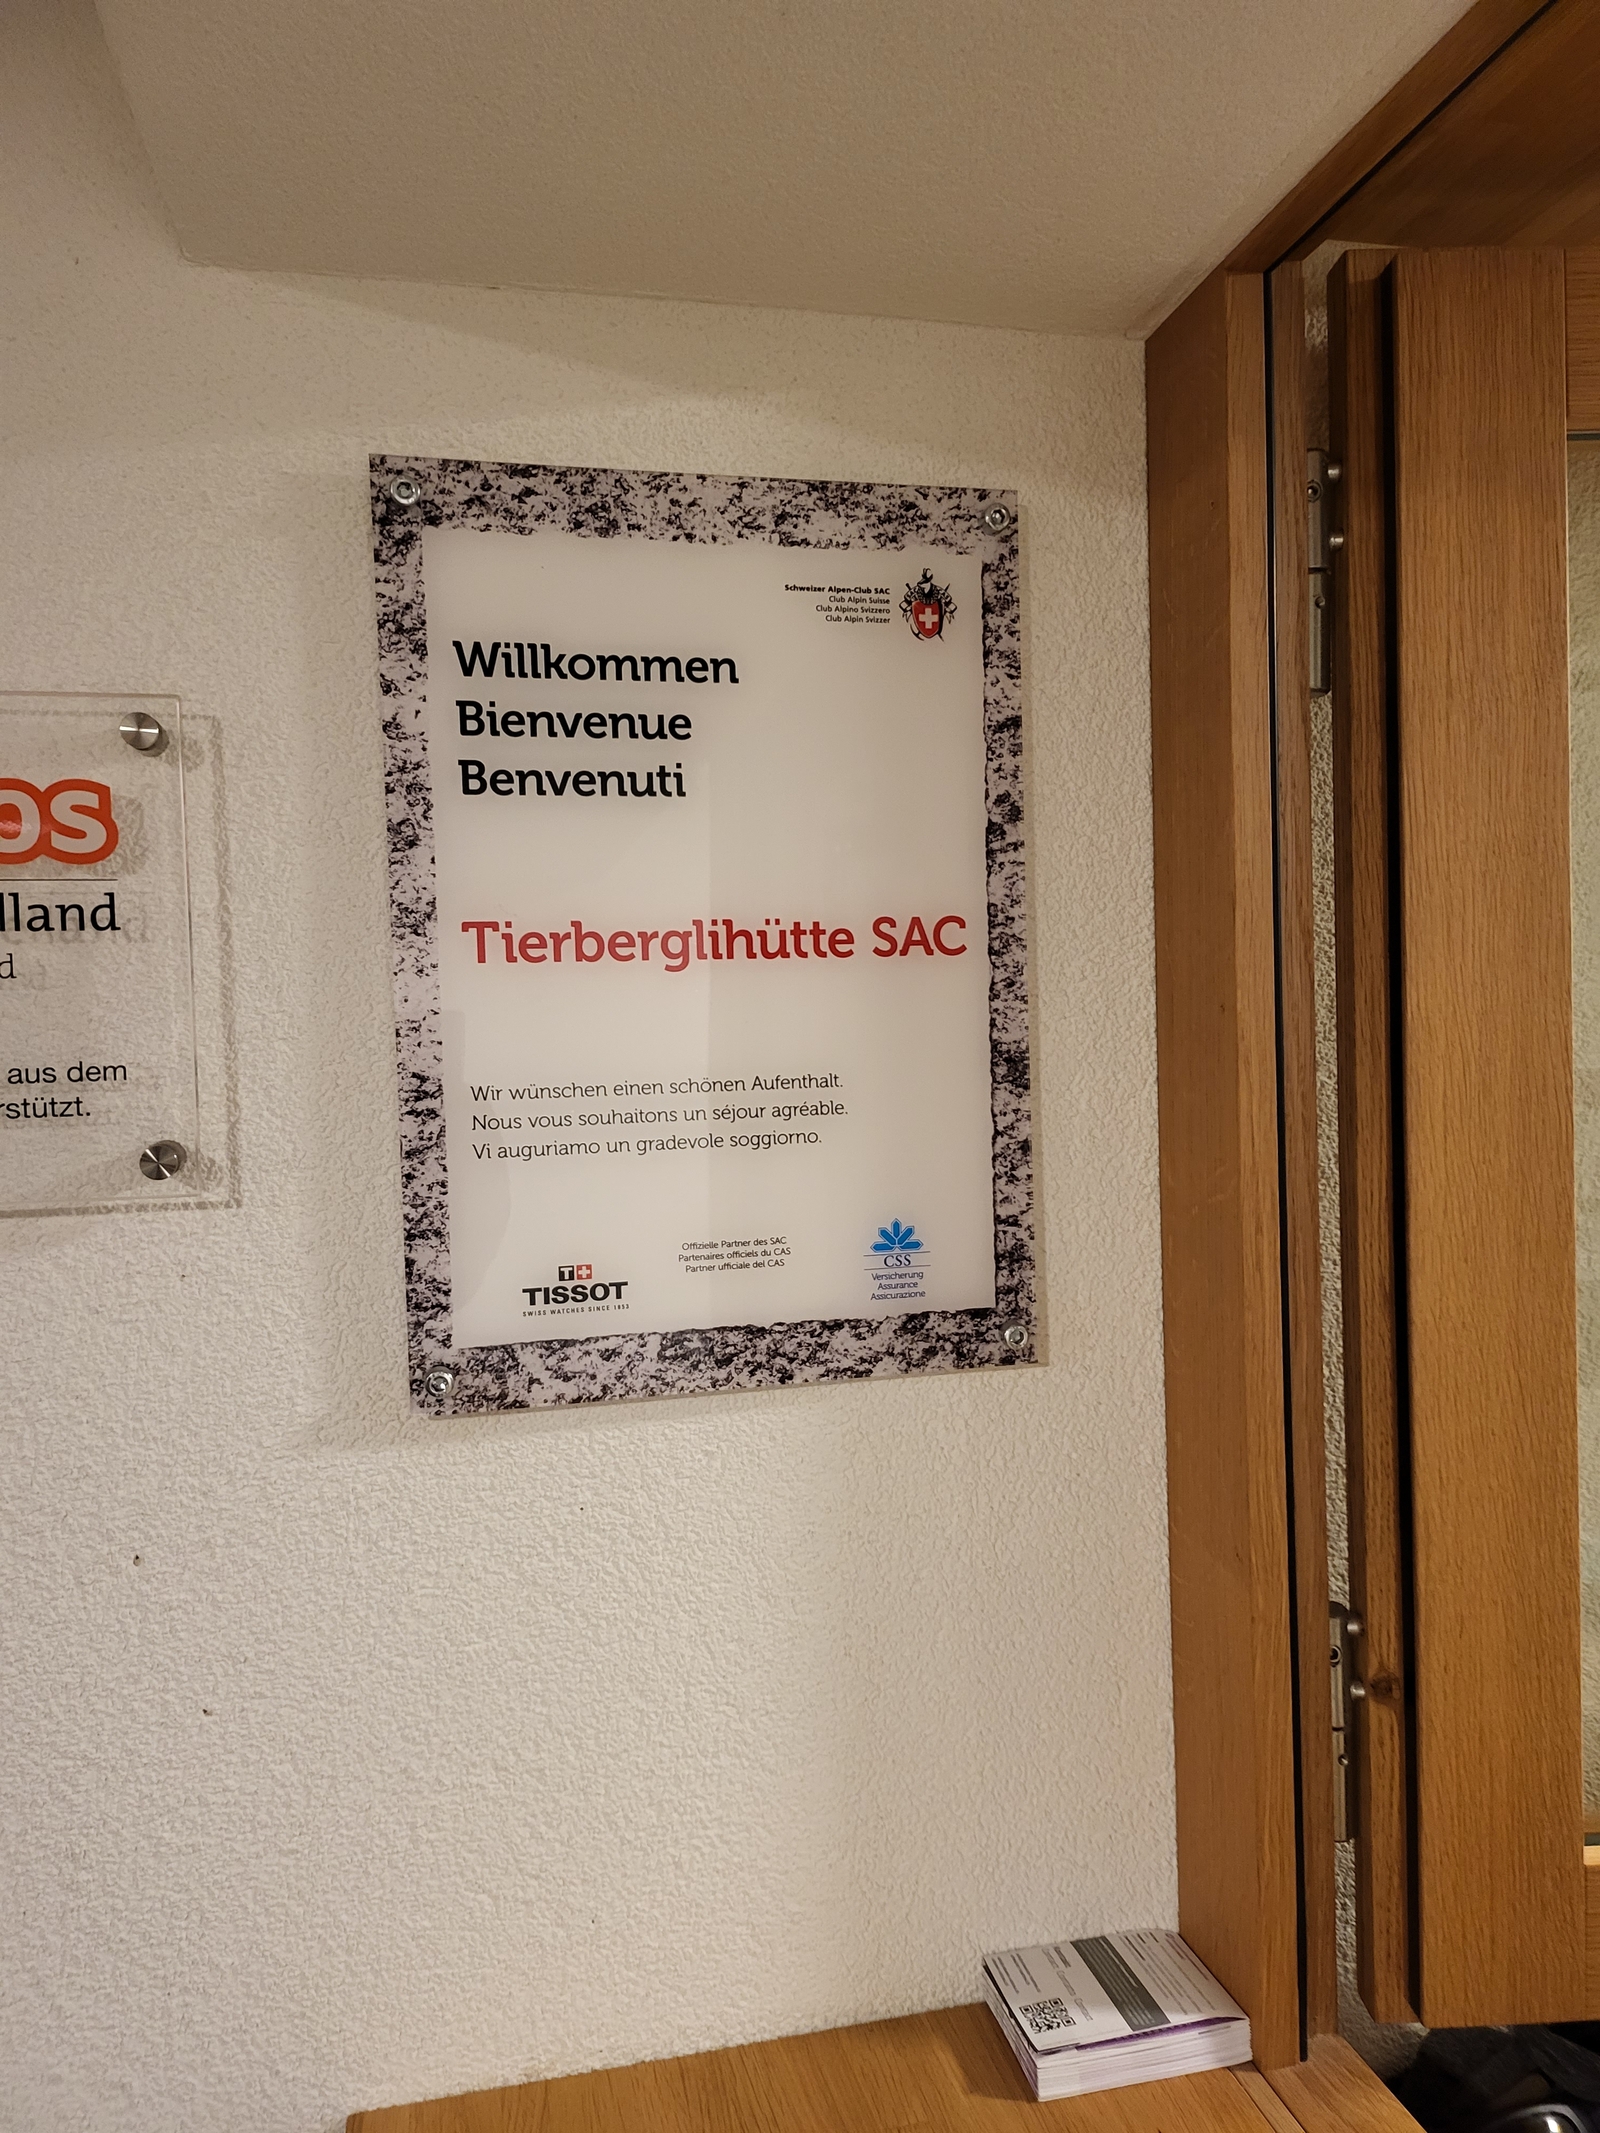 Schweizer Alpen-Club SAC
Club Alpin Suisse
Club Alpino Svizzero
Club Alpin Svizzer
Willkommen
Bienvenue
Benvenuti
Tierberglihütte SAC
Wir wünschen einen schönen Aufenthalt.
Nous vous souhaitons un séjour agréable.
Vi auguriamo un gradevole soggiorno.
Offizielle Partner des SAC
Partenaires officiels du CAS
Partner ufficiale del CAS
T+
TISSOT
SWISS WATCHES SINCE 1853
CSS
Versicherung
Assurance
Assicurazione
os
lland
d
aus dem
rstützt.